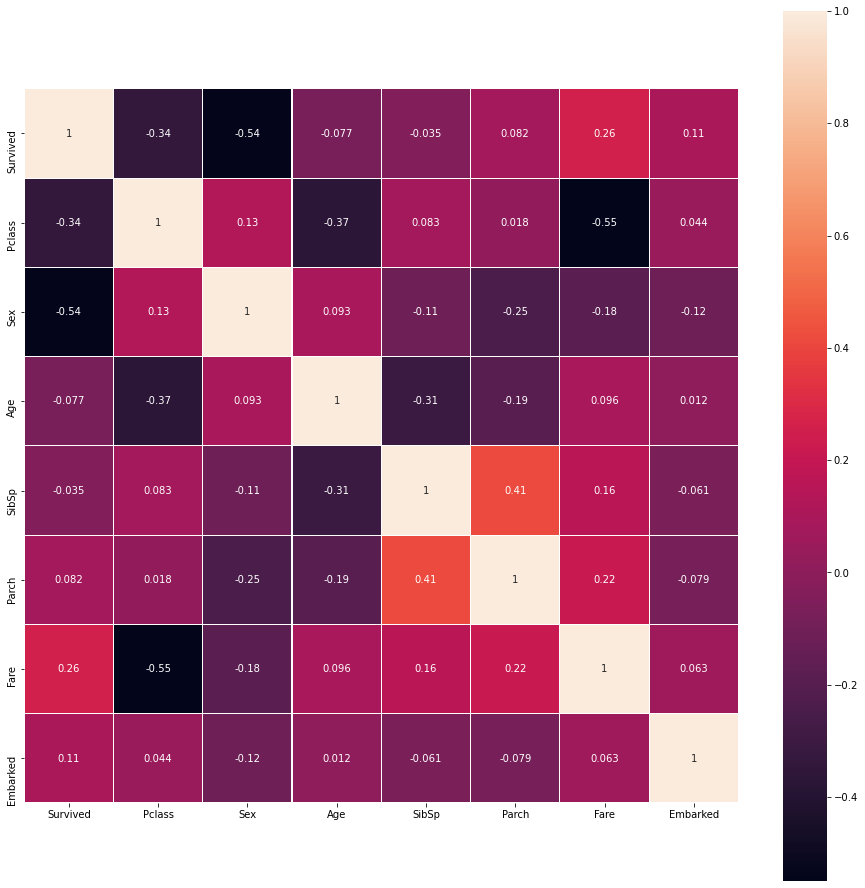 Survived 1 -0.34 -0.54 -0.077 -0.035 0.082 0.26 0.11
Pclass -0.34 1 0.13 -0.37 0.083 0.018 -0.55 0.044
Sex -0.54 0.13 1 0.093 -0.11 -0.25 -0.18 -0.12
Age -0.077 -0.37 0.093 1 -0.31 -0.19 0.096 0.012
SibSp -0.035 0.083 -0.11 -0.31 1 0.41 0.16 -0.061
Parch 0.082 0.018 -0.25 -0.19 0.41 1 0.22 -0.079
Fare 0.26 -0.55 -0.18 0.096 0.16 0.22 1 0.063
Embarked 0.11 0.044 -0.12 0.012 -0.061 -0.079 0.063 1
Survived Pclass Sex Age SibSp Parch Fare Embarked
1.0
0.8
0.6
0.4
0.2
0.0
−0.2
−0.4